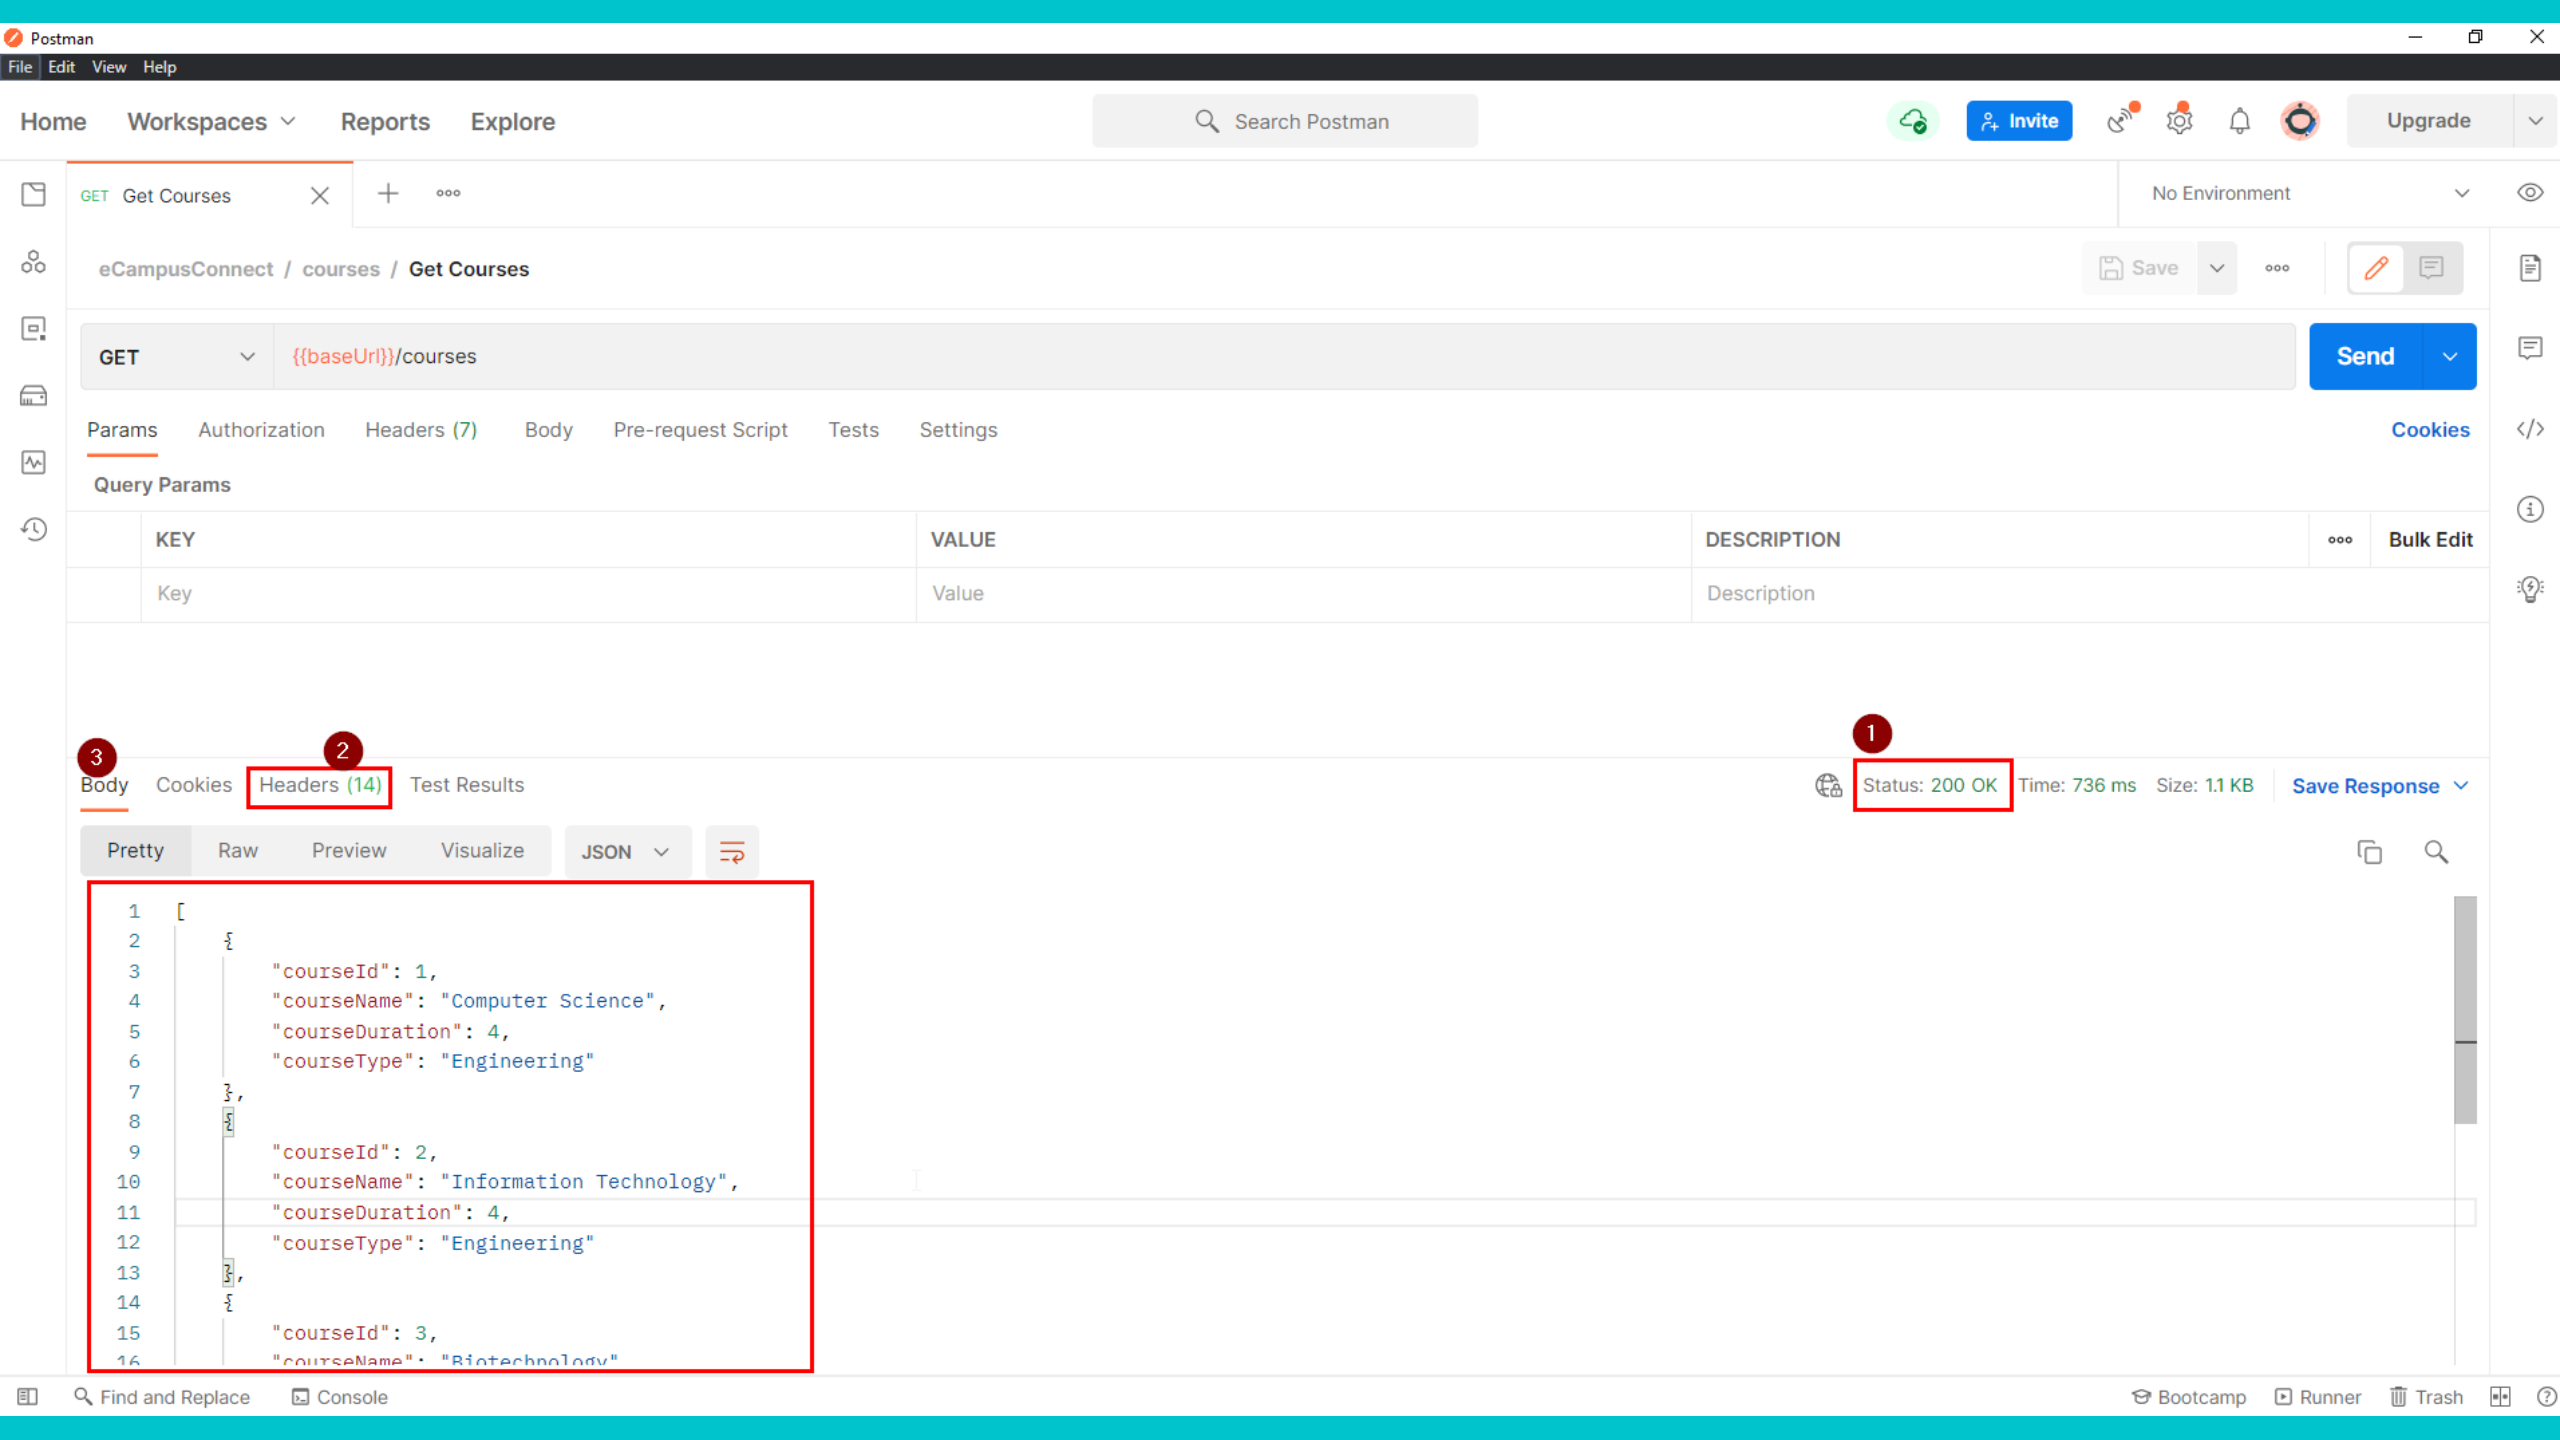 Postman
File Edit View Help
Home Workspaces Reports Explore Search Postman Invite Upgrade
GET Get Courses No Environment
eCampusConnect / courses / Get Courses Save
GET {{baseUrl}}/courses Send
Params Authorization Headers (7) Body Pre-request Script Tests Settings Cookies
Query Params
KEY VALUE DESCRIPTION Bulk Edit
Key Value Description
3 2 1
Body Cookies Headers (14) Test Results Status: 200 OK Time: 736 ms Size: 1.1 KB Save Response
Pretty Raw Preview Visualize JSON
1 [
2 {
3 "courseId": 1,
4 "courseName": "Computer Science",
5 "courseDuration": 4,
6 "courseType": "Engineering"
7 },
8 {
9 "courseId": 2,
10 "courseName": "Information Technology",
11 "courseDuration": 4,
12 "courseType": "Engineering"
13 },
14 {
15 "courseId": 3,
16 "courseName": "Biotechnology"
Find and Replace Console Bootcamp Runner Trash